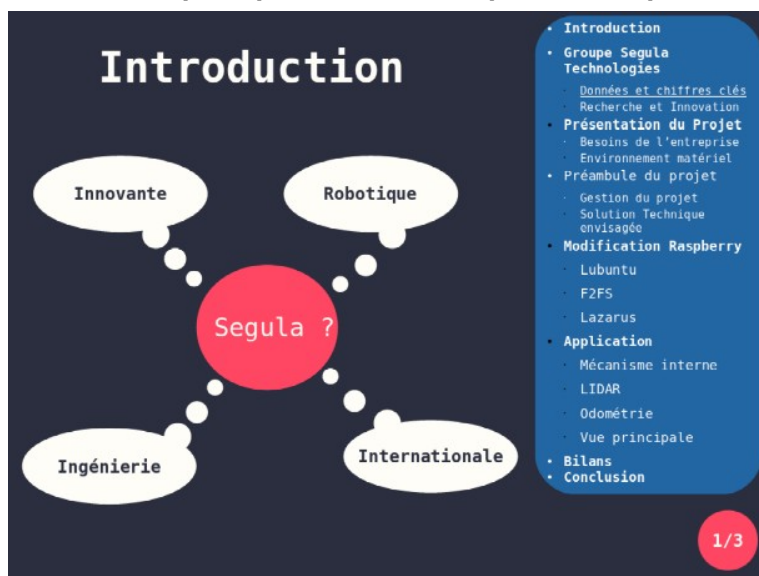 Introduction
Innovante
Robotique
Segula ?
Ingénierie
Internationale
• Introduction
• Groupe Segula
Technologies
· Données et chiffres clés
· Recherche et Innovation
• Présentation du Projet
· Besoins de l’entreprise
· Environnement matériel
• Préambule du projet
· Gestion du projet
· Solution Technique
envisagée
• Modification Raspberry
· Lubuntu
· F2FS
· Lazarus
• Application
· Mécanisme interne
· LIDAR
· Odométrie
· Vue principale
• Bilans
• Conclusion
1/3